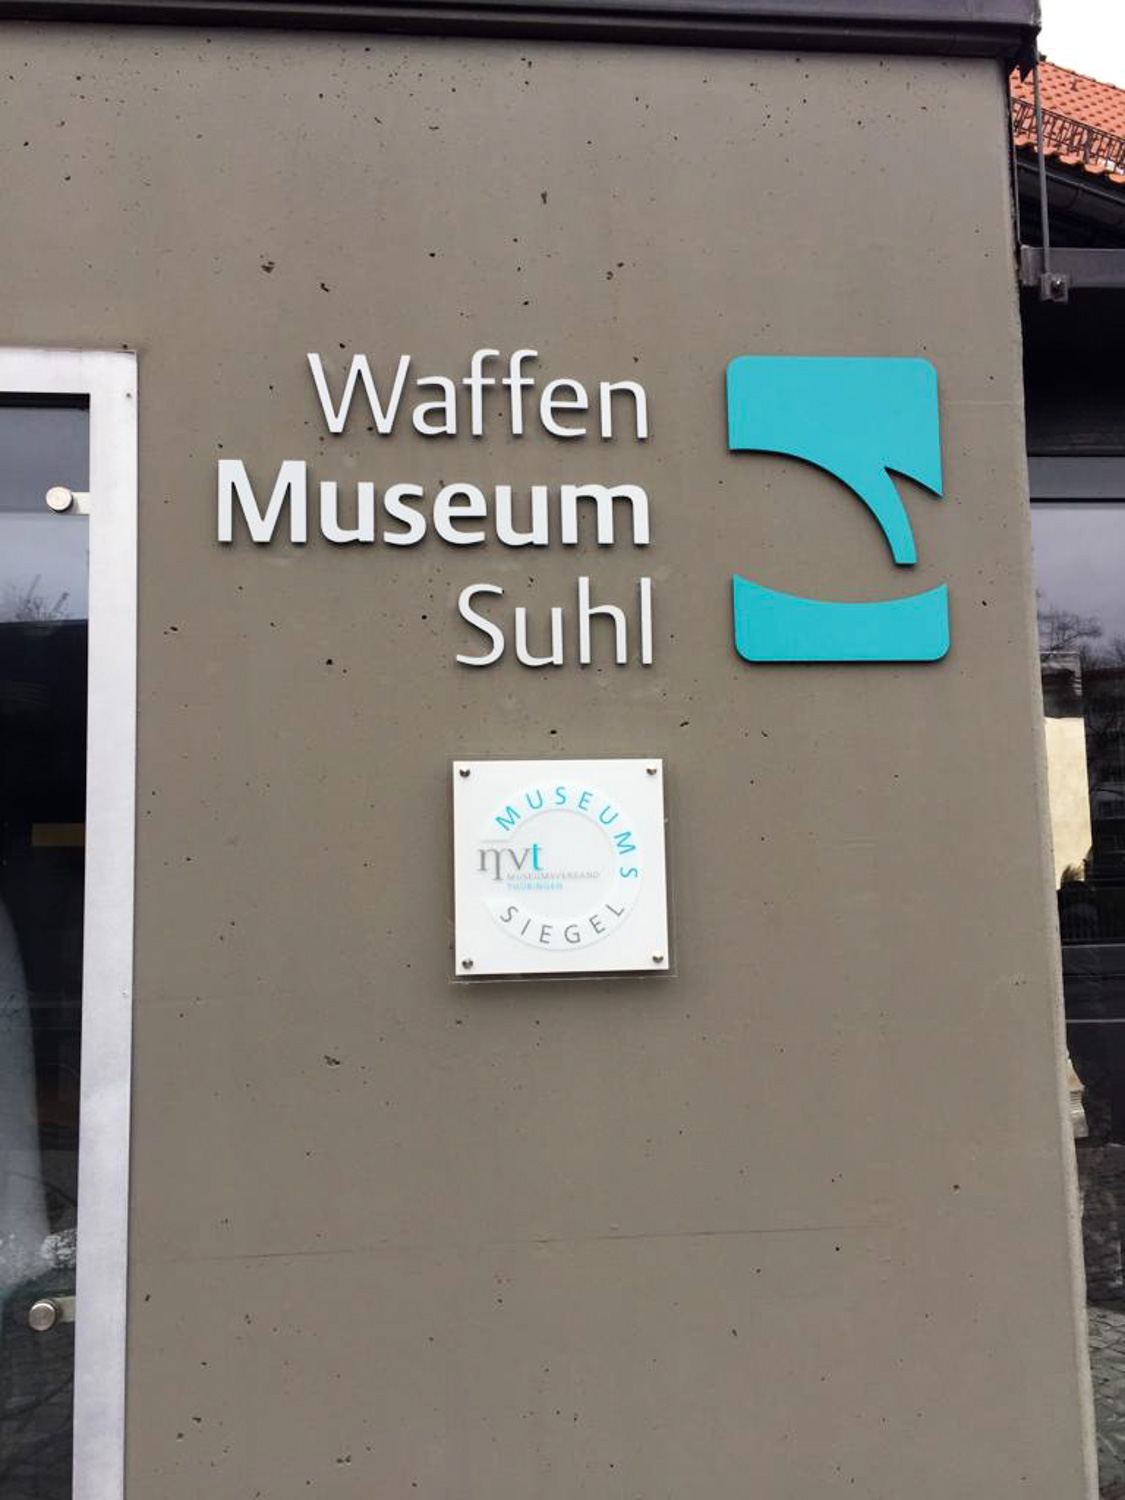 Waffen
Museum
Suhl
MUSEUMS
mvt
MUSEUMSVERBAND
THÜRINGEN
SIEGEL